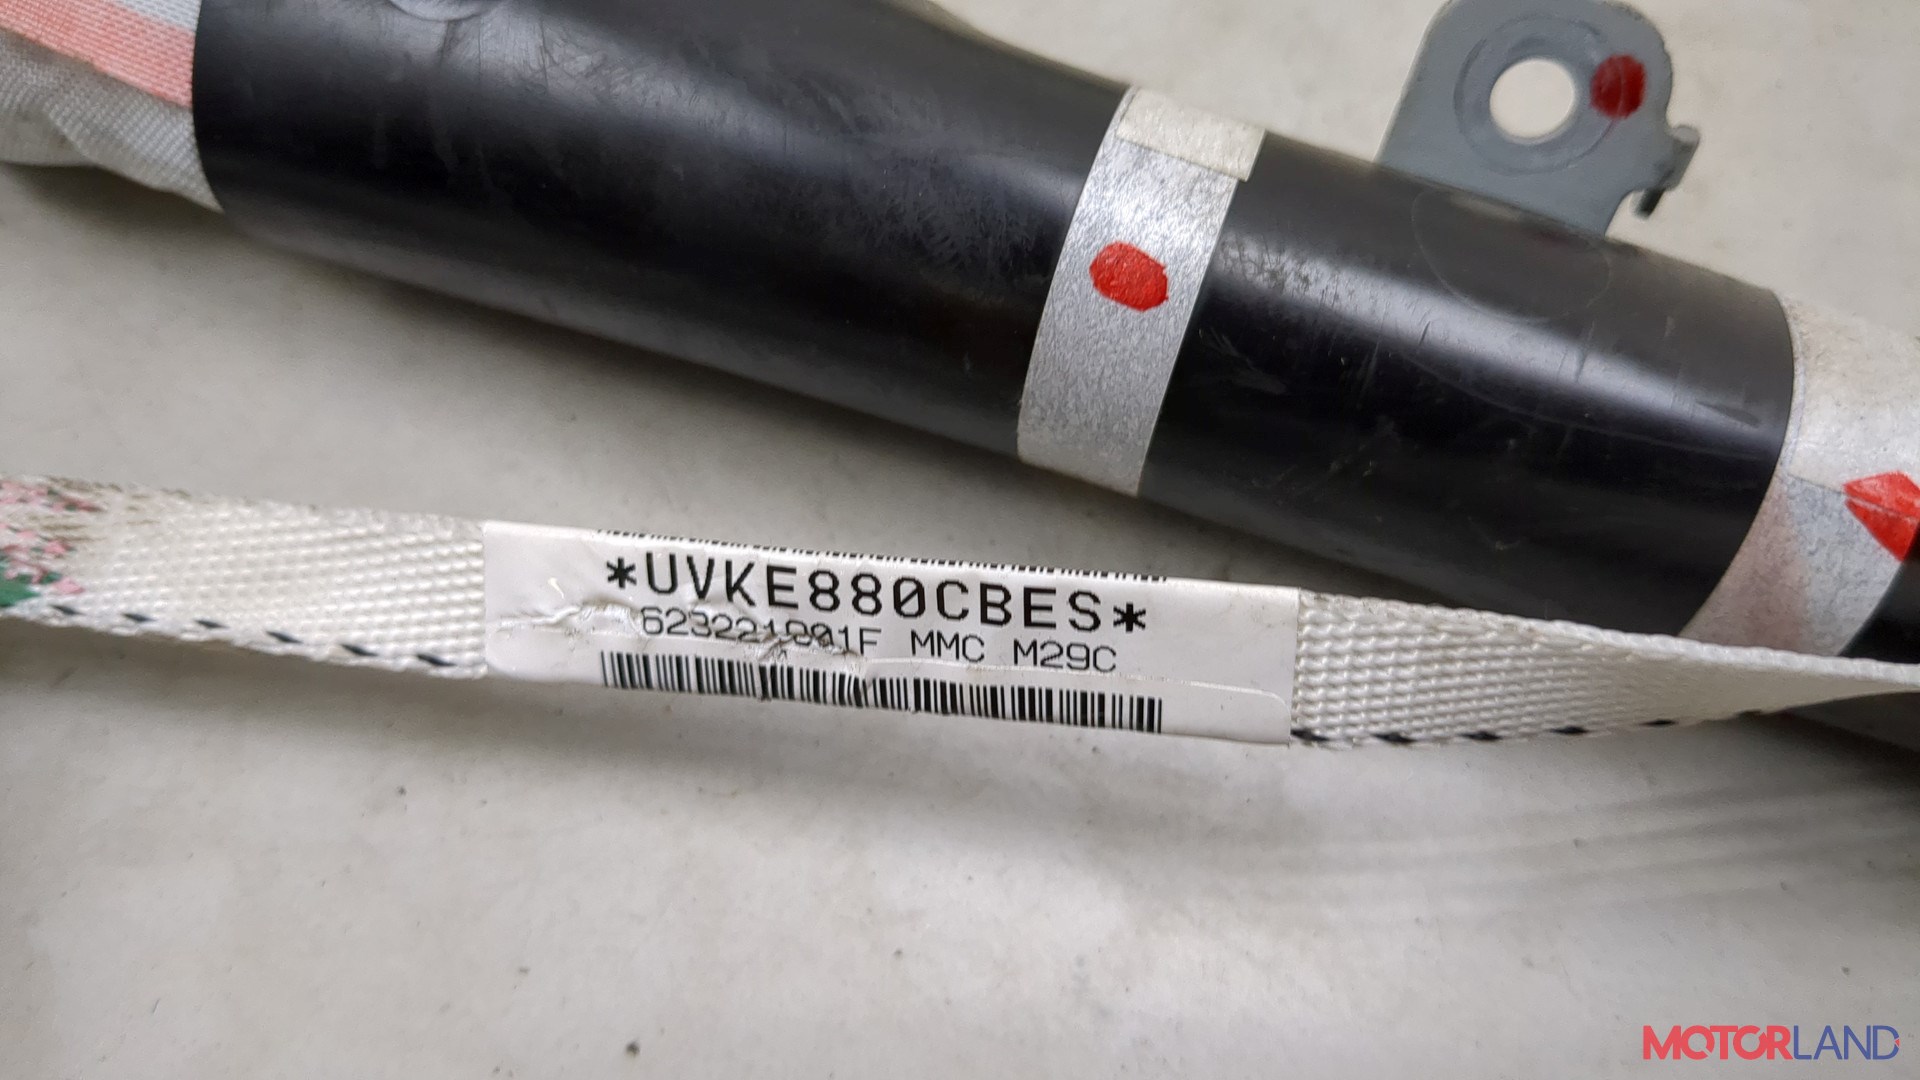 *UVKE880CBES*
MMC M29C
MOTORLAND